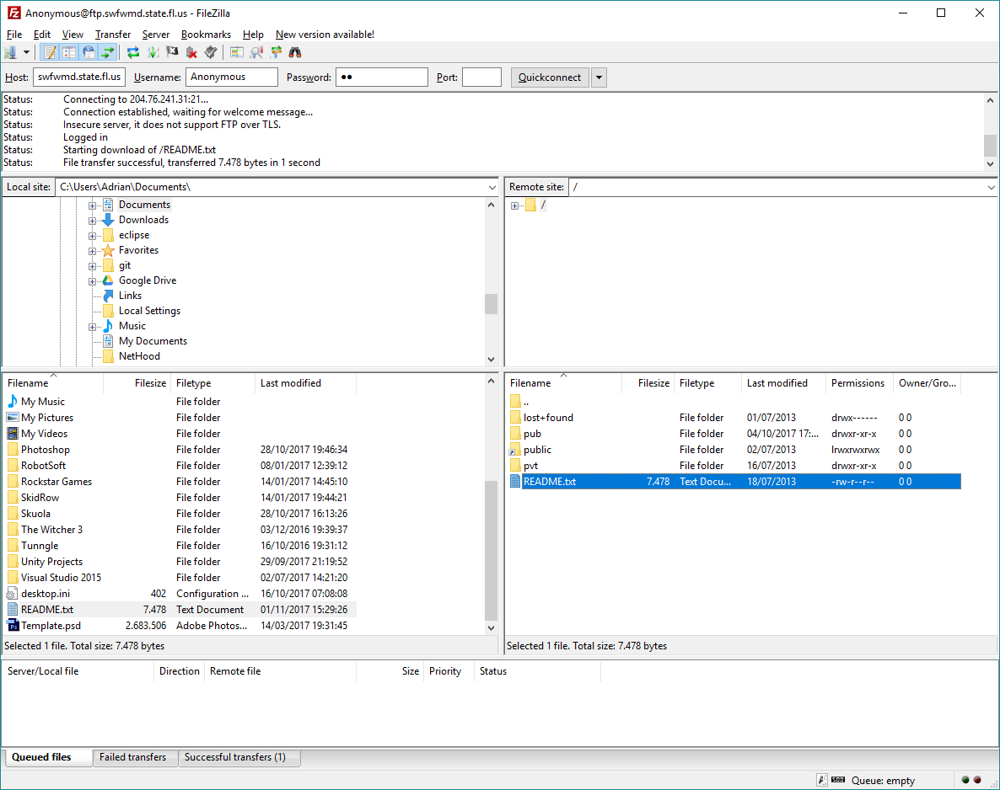 Anonymous@ftp.swfwmd.state.fl.us - FileZilla
File Edit View Transfer Server Bookmarks Help New version available!
Host: swfwmd.state.fl.us Username: Anonymous Password: ●● Port: Quickconnect
Status: Connecting to 204.76.241.31:21...
Status: Connection established, waiting for welcome message...
Status: Insecure server, it does not support FTP over TLS.
Status: Logged in
Status: Starting download of /README.txt
Status: File transfer successful, transferred 7.478 bytes in 1 second
Local site: C:\Users\Adrian\Documents\
Documents
Downloads
eclipse
Favorites
git
Google Drive
Links
Local Settings
Music
My Documents
NetHood
Remote site: /
/
Filename Filesize Filetype Last modified
My Music File folder
My Pictures File folder
My Videos File folder
Photoshop File folder 28/10/2017 19:46:34
RobotSoft File folder 08/01/2017 12:39:12
Rockstar Games File folder 14/01/2017 14:45:10
SkidRow File folder 14/01/2017 19:44:21
Skuola File folder 28/10/2017 16:13:26
The Witcher 3 File folder 03/12/2016 19:39:37
Tunngle File folder 16/10/2016 19:31:12
Unity Projects File folder 29/09/2017 21:19:52
Visual Studio 2015 File folder 02/07/2017 14:21:20
desktop.ini 402 Configuration ... 16/10/2017 07:08:08
README.txt 7.478 Text Document 01/11/2017 15:29:26
Template.psd 2.683.506 Adobe Photos... 14/03/2017 19:31:45
Selected 1 file. Total size: 7.478 bytes
Filename Filesize Filetype Last modified Permissions Owner/Gro...
..
lost+found File folder 01/07/2013 drwx------ 0 0
pub File folder 04/10/2017 17:... drwxr-xr-x 0 0
public File folder 02/07/2013 lrwxrwxrwx 0 0
pvt File folder 16/07/2013 drwxr-xr-x 0 0
README.txt 7.478 Text Docu... 18/07/2013 -rw-r--r-- 0 0
Selected 1 file. Total size: 7.478 bytes
Server/Local file Direction Remote file Size Priority Status
Queued files Failed transfers Successful transfers (1)
Queue: empty